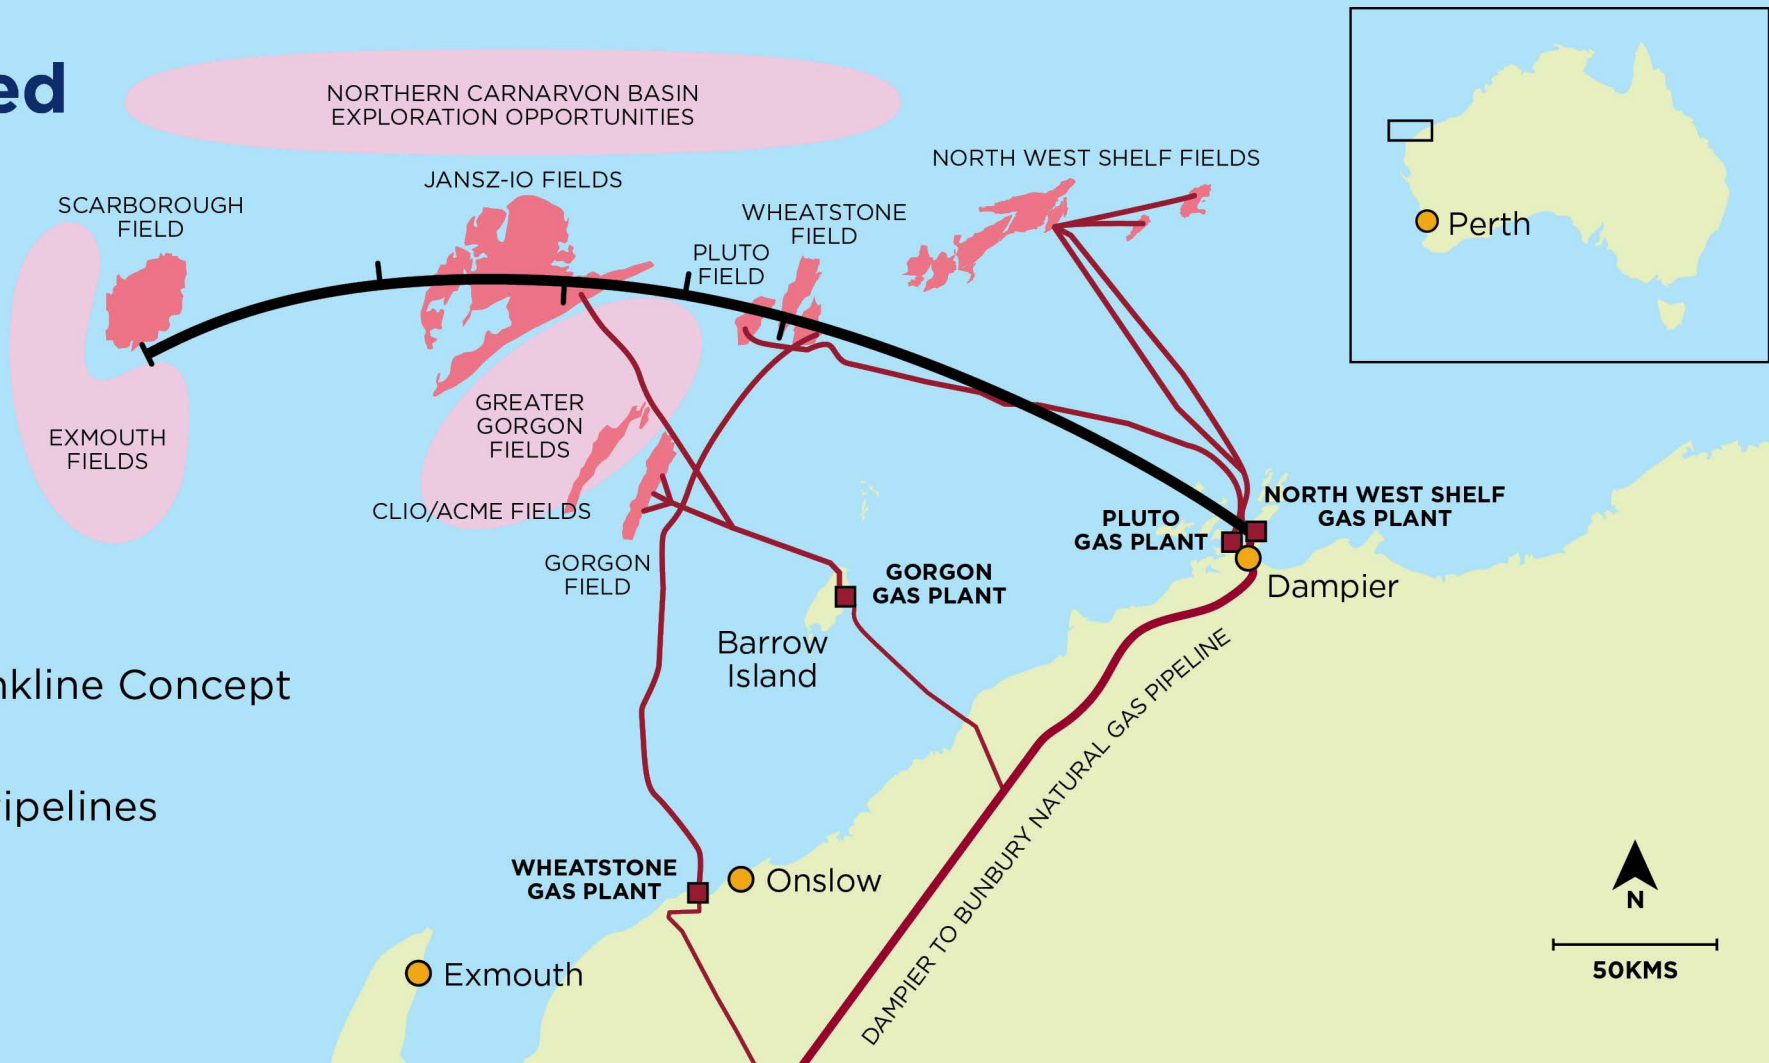 ed
NORTHERN CARNARVON BASIN
EXPLORATION OPPORTUNITIES
NORTH WEST SHELF FIELDS
JANSZ-IO FIELDS
SCARBOROUGH
FIELD
WHEATSTONE
FIELD
PLUTO
FIELD
Perth
GREATER
GORGON
FIELDS
EXMOUTH
FIELDS
CLIO/ACME FIELDS
GORGON
FIELD
NORTH WEST SHELF
GAS PLANT
PLUTO
GAS PLANT
Dampier
GORGON
GAS PLANT
Barrow
Island
nkline Concept
ipelines
DAMPIER TO BUNBURY NATURAL GAS PIPELINE
WHEATSTONE
GAS PLANT
Onslow
Exmouth
N
50KMS